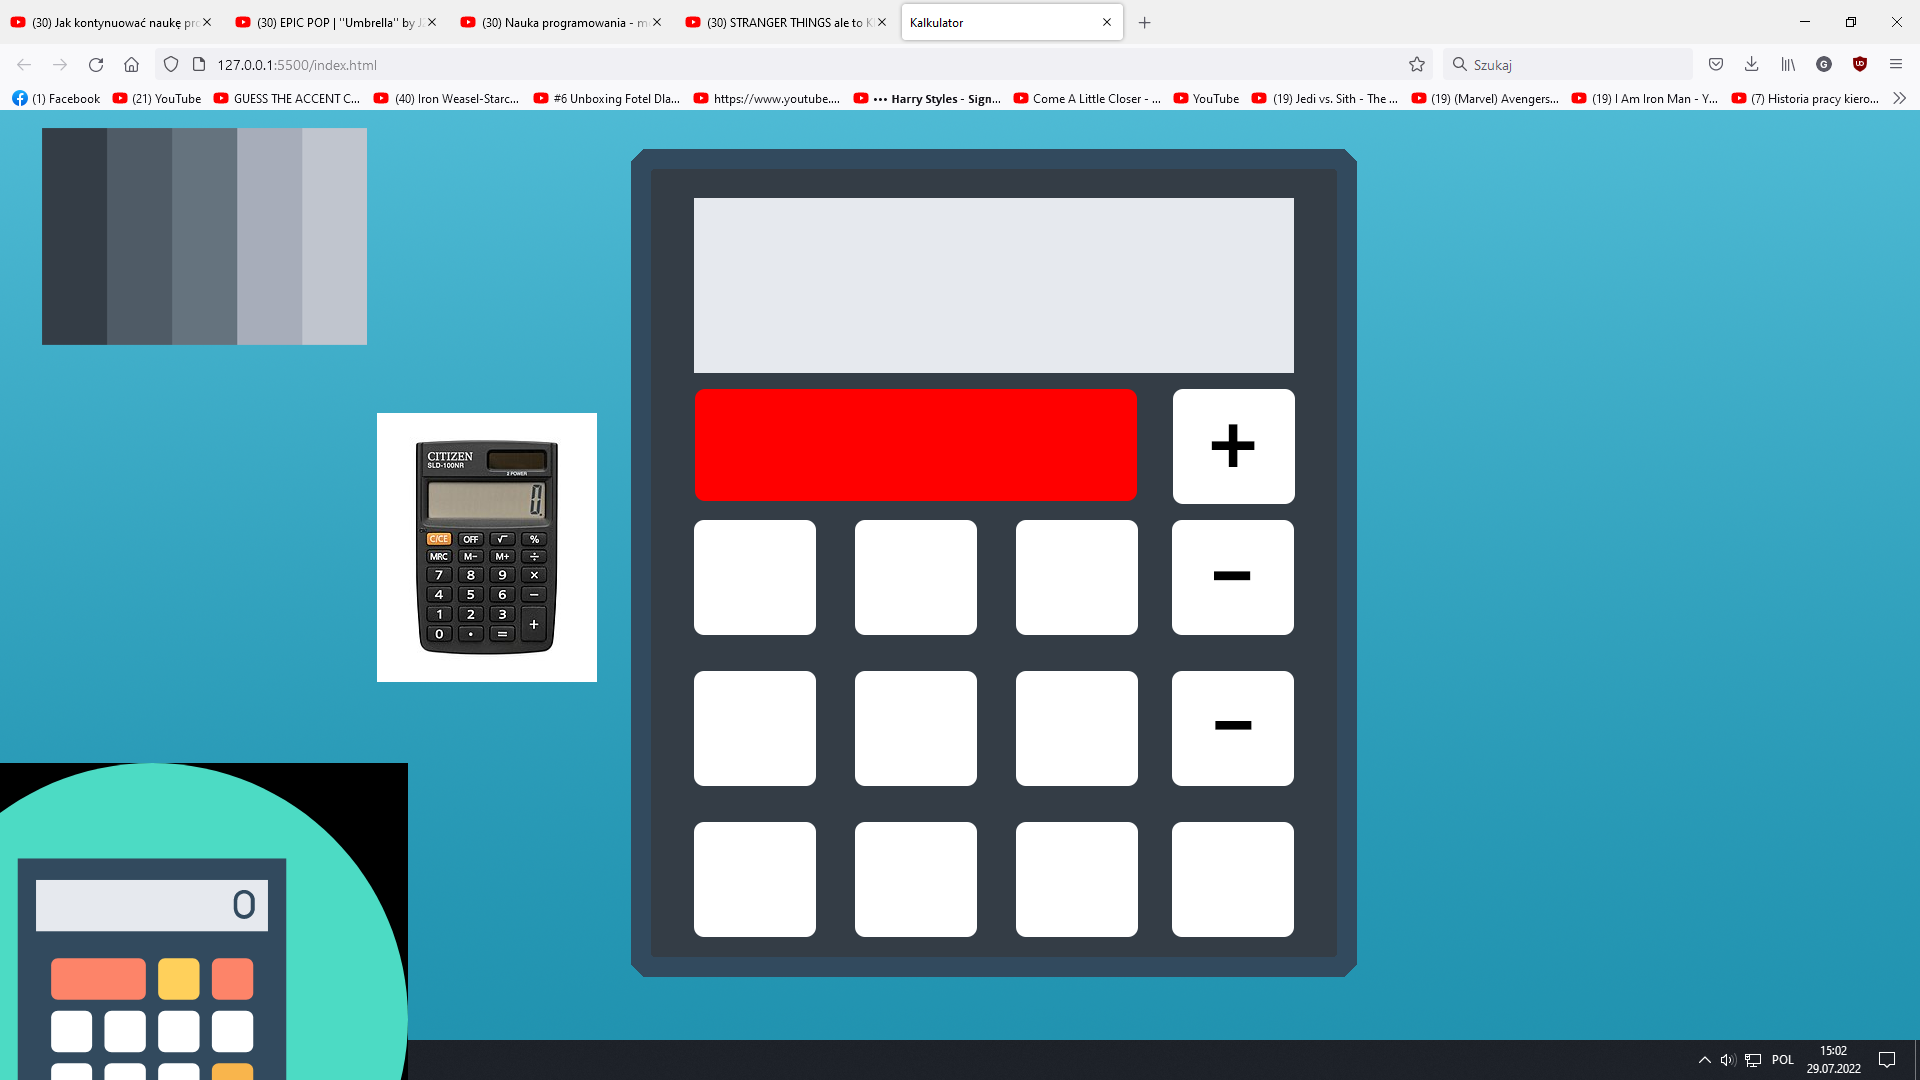 (30) Jak kontynuować naukę pro
(30) EPIC POP | "Umbrella" by J
(30) Nauka programowania - m
(30) STRANGER THINGS ale to K
Kalkulator
127.0.0.1:5500/index.html
Szukaj
(1) Facebook
(21) YouTube
GUESS THE ACCENT C...
(40) Iron Weasel-Starc...
#6 Unboxing Fotel Dla...
https://www.youtube....
••• Harry Styles - Sign...
Come A Little Closer - ...
YouTube
(19) Jedi vs. Sith - The ...
(19) (Marvel) Avengers...
(19) I Am Iron Man - Y...
(7) Historia pracy kiero...
+
−
−
CITIZEN
SLD-100NR
2 POWER
0.
C/CE OFF √ %
MRC M− M+ ÷
7 8 9 ×
4 5 6 −
1 2 3
0 • = +
0
POL
15:02
29.07.2022